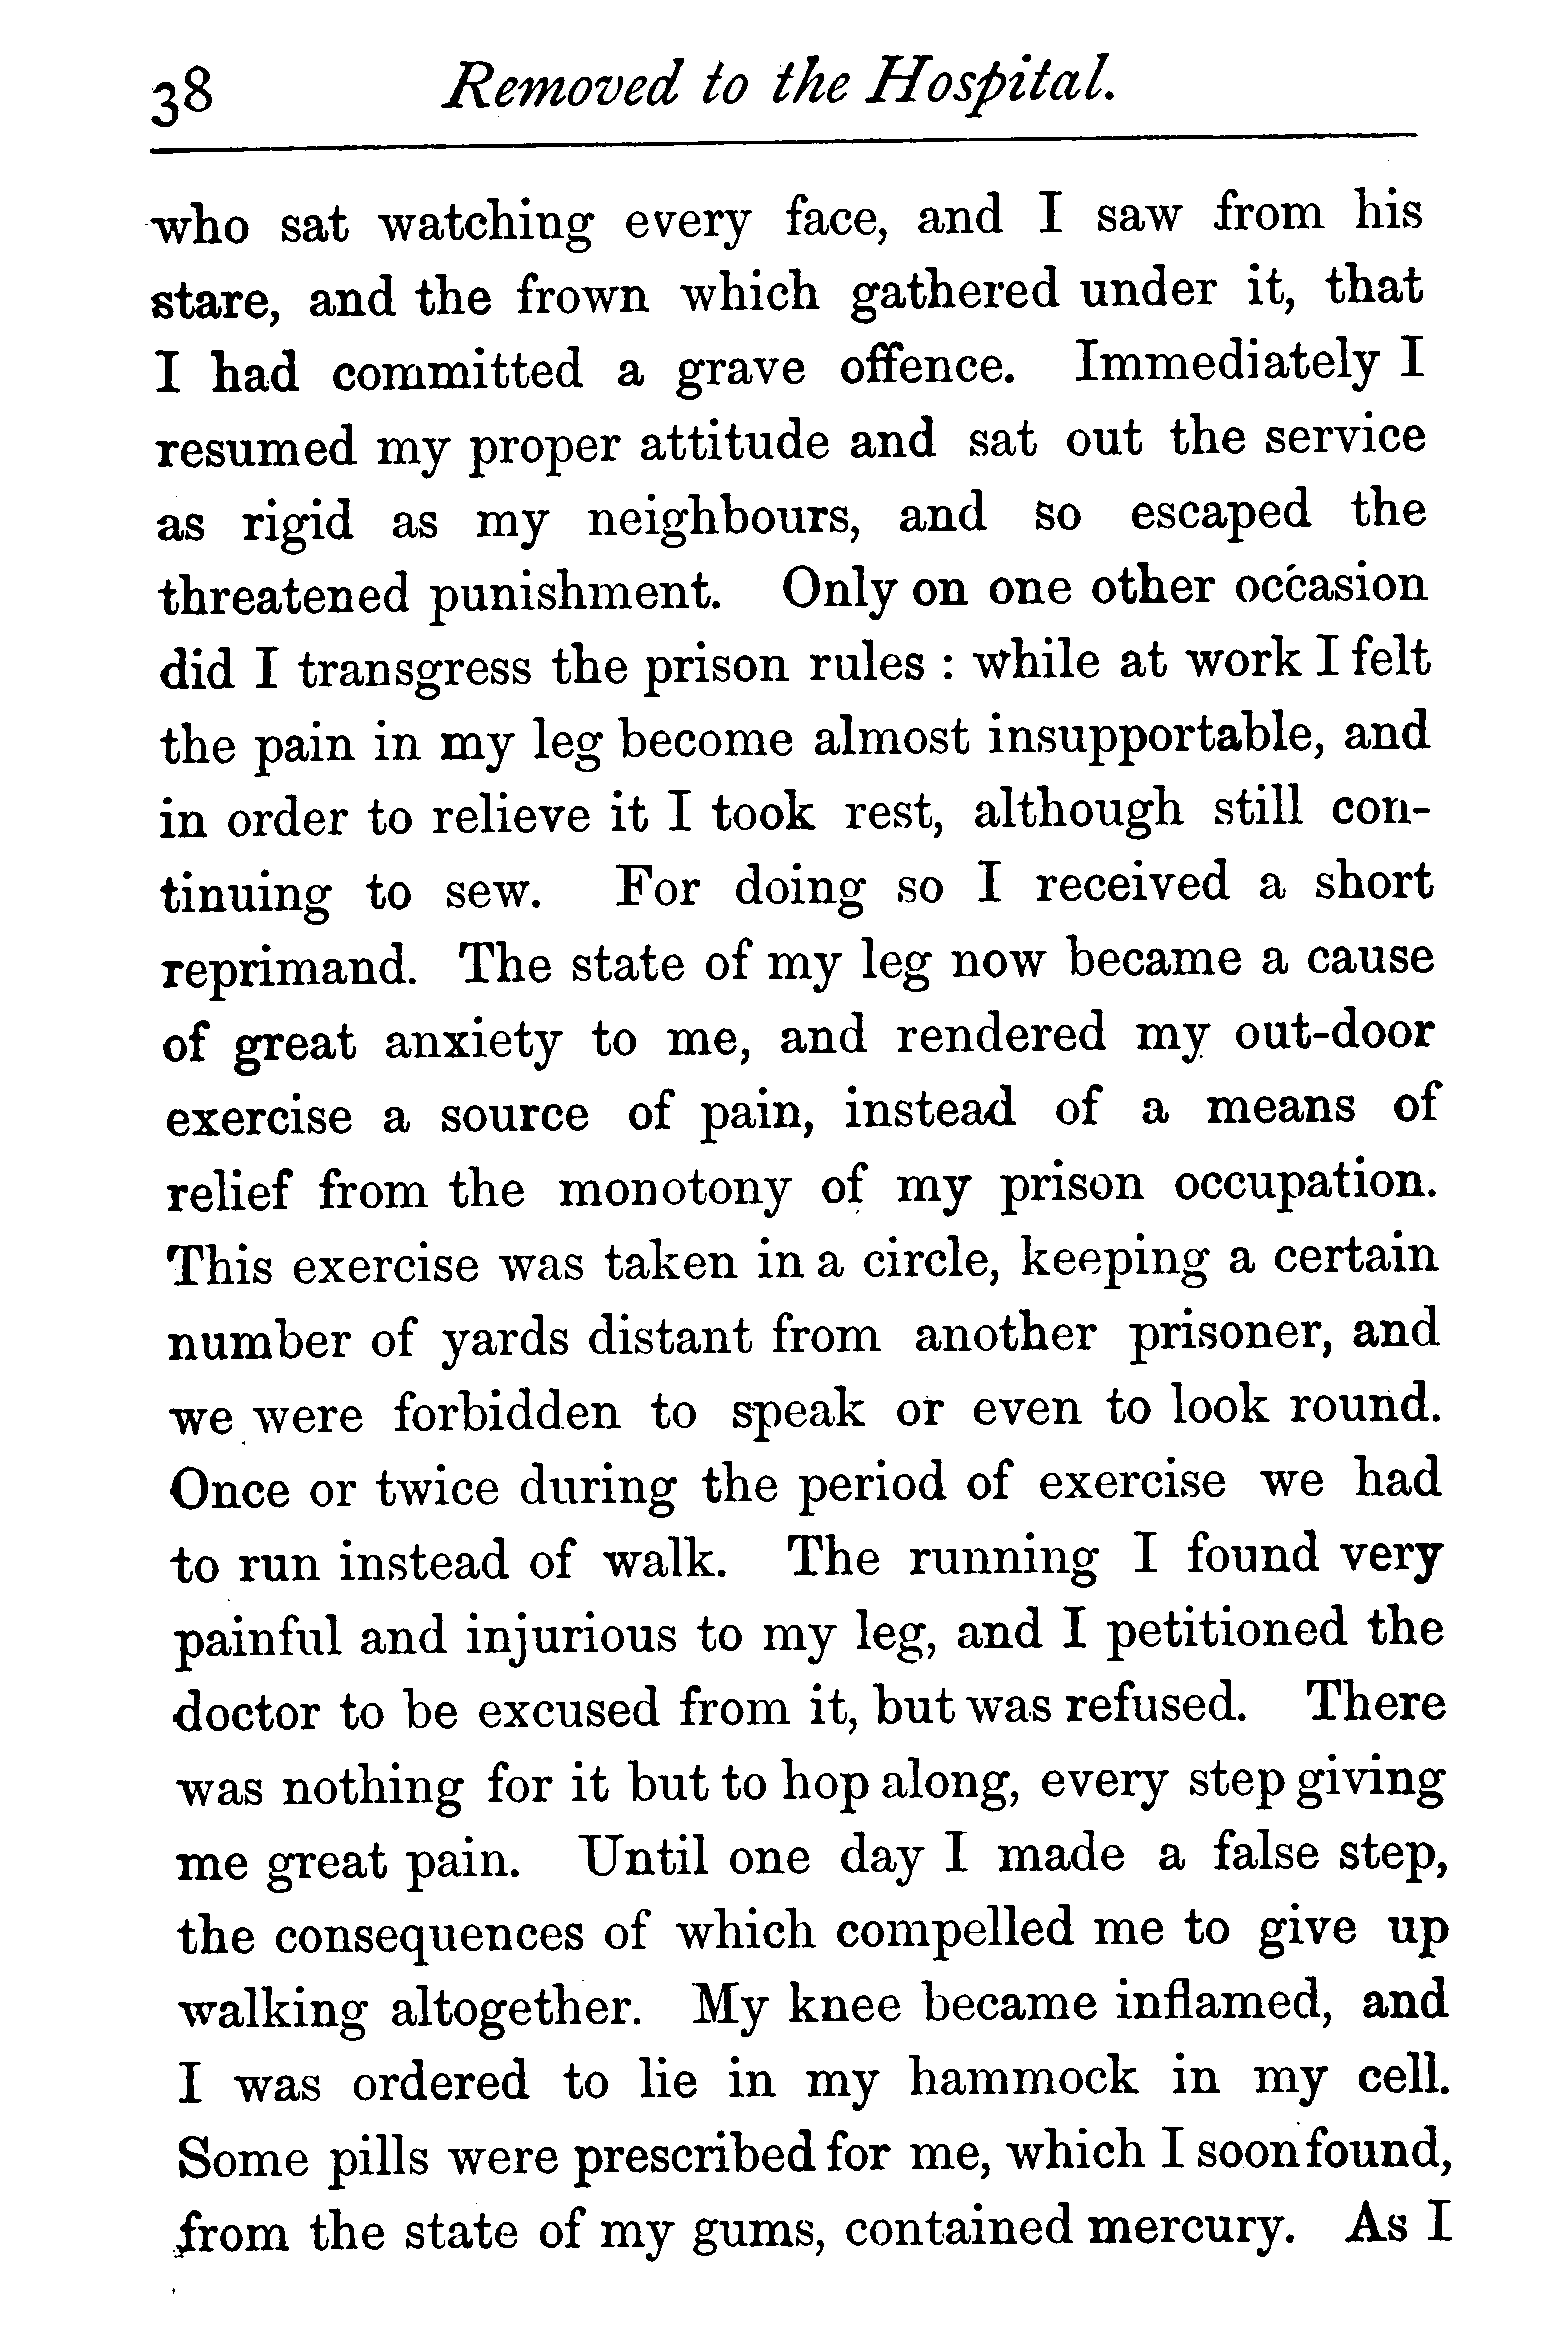 38 Removed to the Hospital.
who sat watching every face, and I saw from his
stare, and the frown which gathered under it, that
I had committed a grave offence. Immediately I
resumed my proper attitude and sat out the service
as rigid as my neighbours, and so escaped the
threatened punishment. Only on one other occasion
did I transgress the prison rules : while at work I felt
the pain in my leg become almost insupportable, and
in order to relieve it I took rest, although still con-
tinuing to sew. For doing so I received a short
reprimand. The state of my leg now became a cause
of great anxiety to me, and rendered my out-door
exercise a source of pain, instead of a means of
relief from the monotony of my prison occupation.
This exercise was taken in a circle, keeping a certain
number of yards distant from another prisoner, and
we were forbidden to speak or even to look round.
Once or twice during the period of exercise we had
to run instead of walk. The running I found very
painful and injurious to my leg, and I petitioned the
doctor to be excused from it, but was refused. There
was nothing for it but to hop along, every step giving
me great pain. Until one day I made a false step,
the consequences of which compelled me to give up
walking altogether. My knee became inflamed, and
I was ordered to lie in my hammock in my cell.
Some pills were prescribed for me, which I soon found,
from the state of my gums, contained mercury. As I